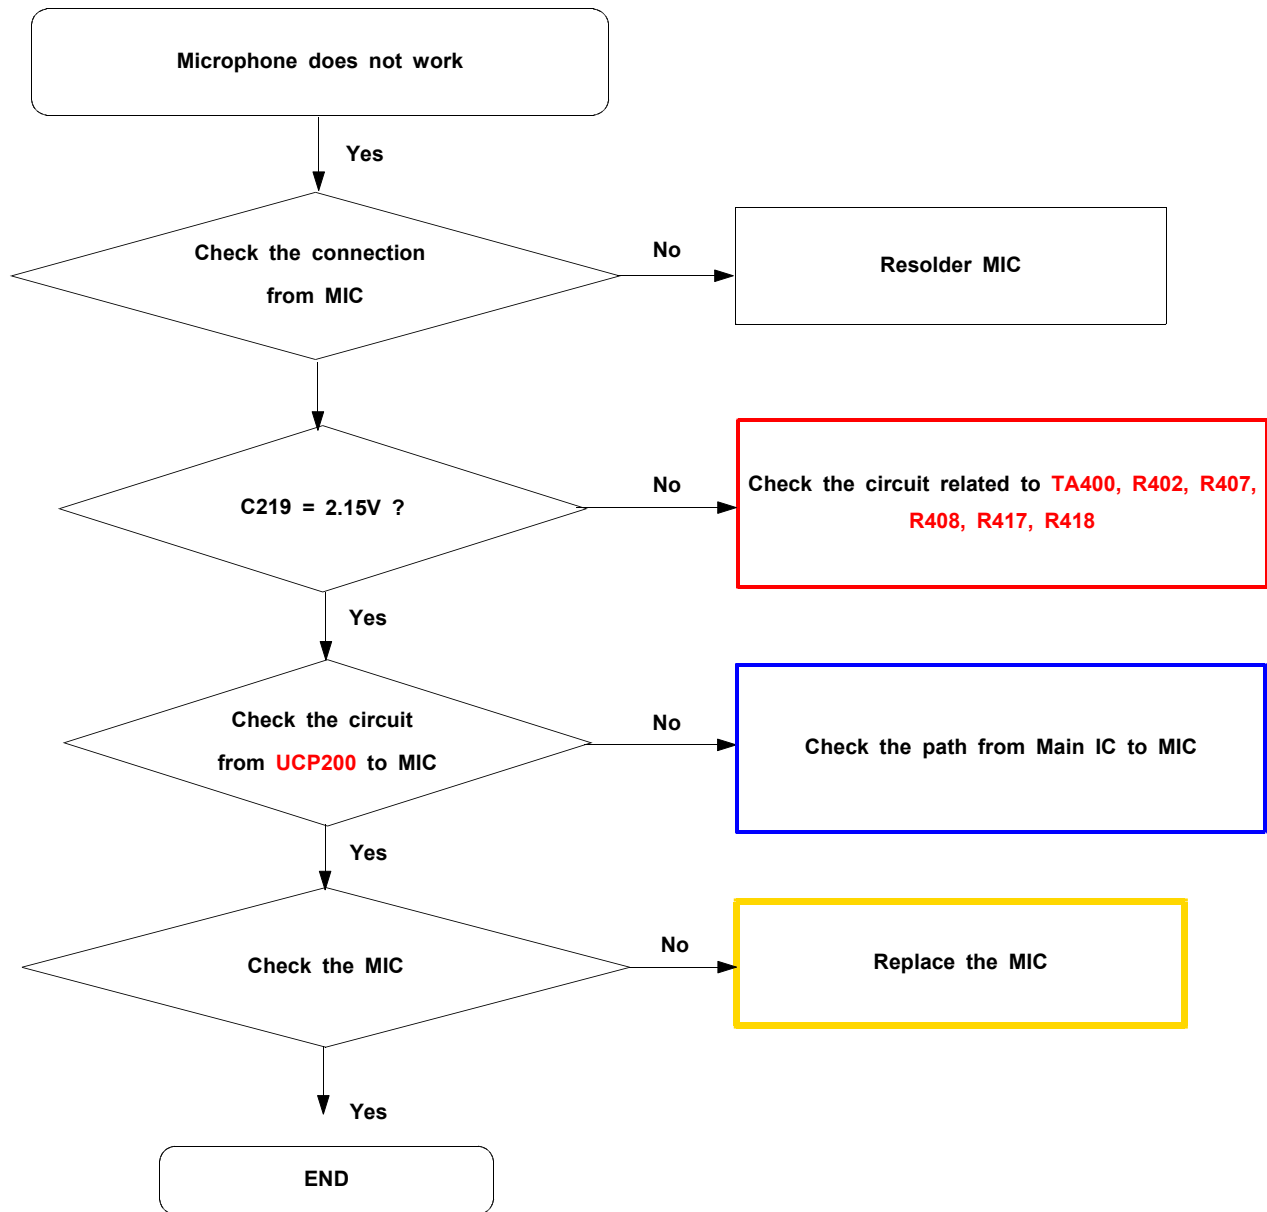 Microphone does not work
Yes
Check the connection
from MIC
No
Resolder MIC
C219 = 2.15V ?
No
Check the circuit related to TA400, R402, R407,
R408, R417, R418
Yes
Check the circuit
from UCP200 to MIC
No
Check the path from Main IC to MIC
Yes
Check the MIC
No
Replace the MIC
Yes
END